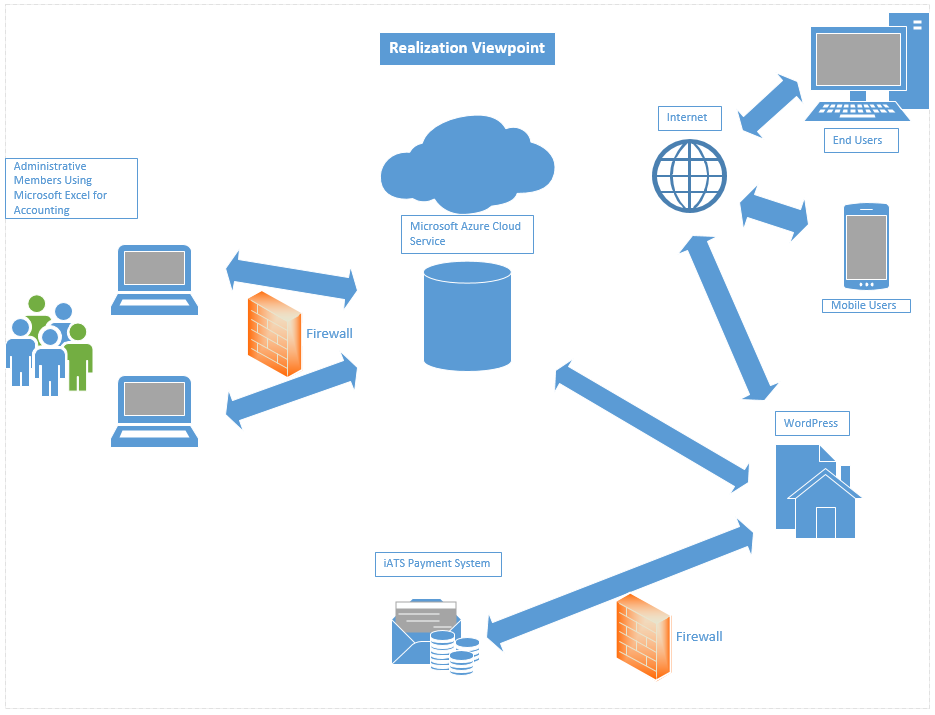 Realization Viewpoint
Internet
End Users
Administrative
Members Using
Microsoft Excel for
Accounting
Microsoft Azure Cloud
Service
Mobile Users
Firewall
WordPress
iATS Payment System
Firewall